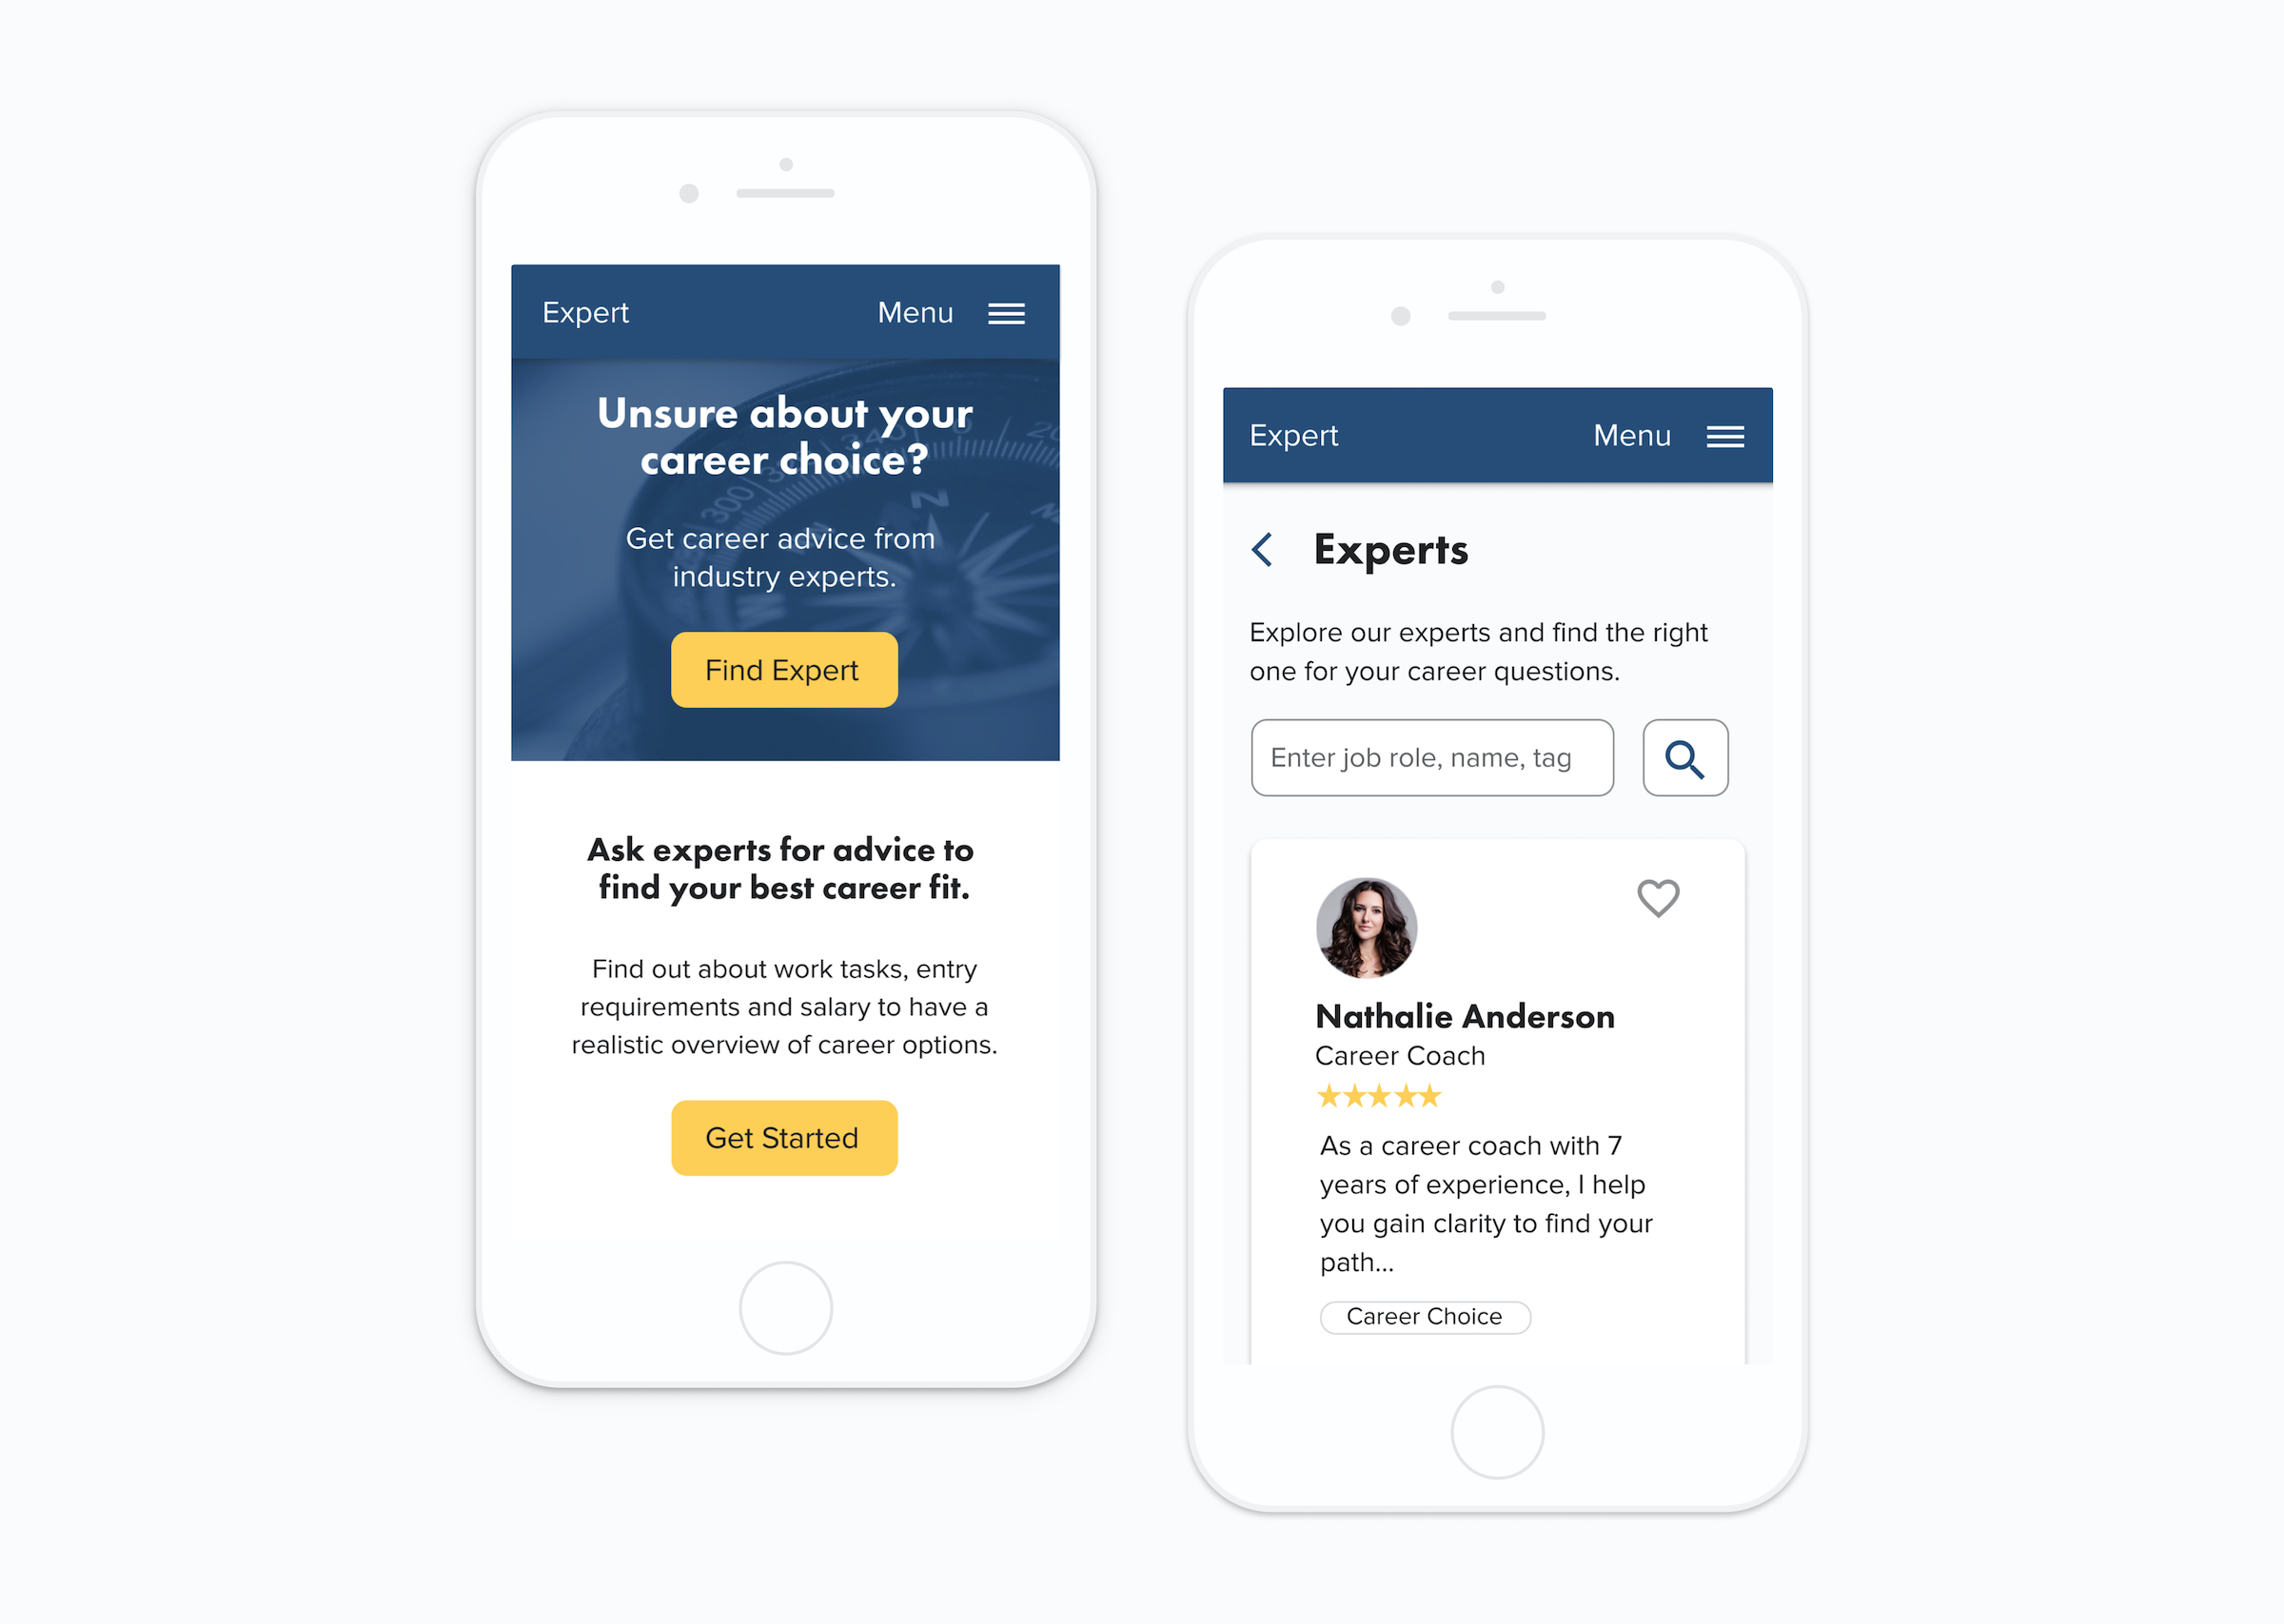 Expert
Menu
Unsure about your
career choice?
Get career advice from
industry experts.
Find Expert
300
340
0
20
N
W
Ask experts for advice to
find your best career fit.
Find out about work tasks, entry
requirements and salary to have a
realistic overview of career options.
Get Started
Expert
Menu
Experts
Explore our experts and find the right
one for your career questions.
Enter job role, name, tag
Nathalie Anderson
Career Coach
As a career coach with 7
years of experience, I help
you gain clarity to find your
path...
Career Choice